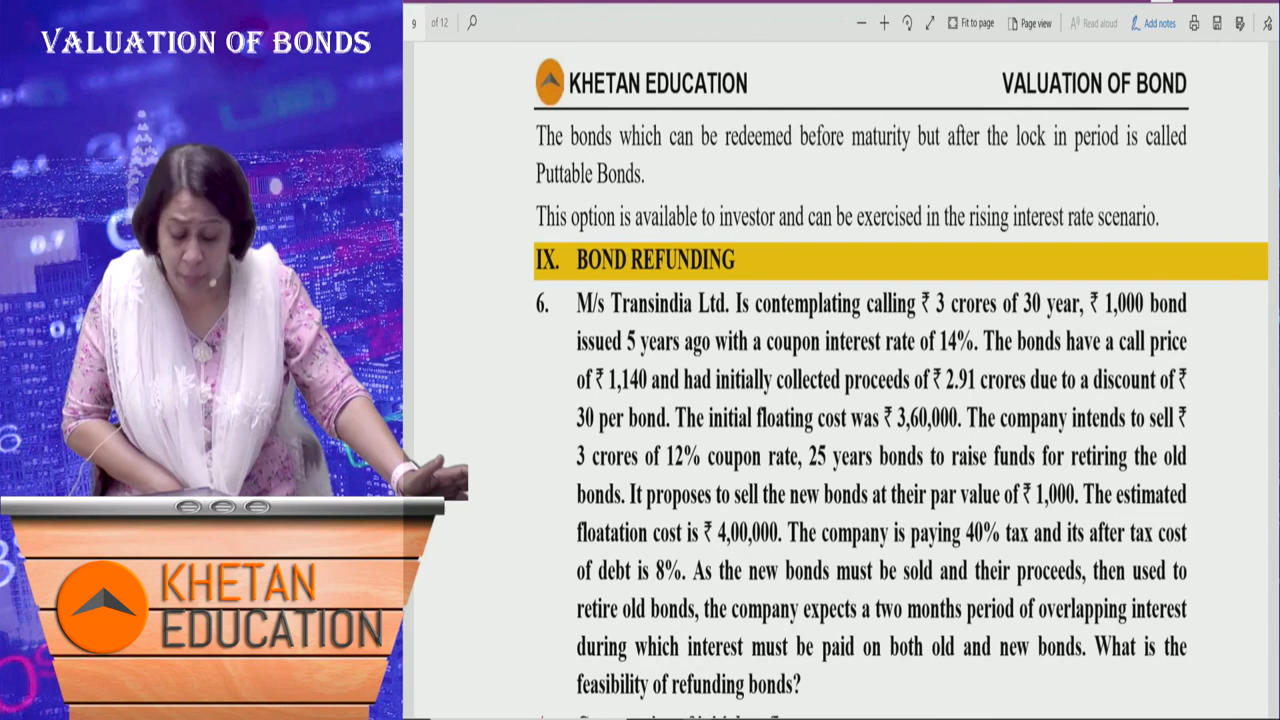 VALUATION OF BONDS
9 of 12
Fit to page
Page view
Read aloud
Add notes
KHETAN EDUCATION
VALUATION OF BOND
The bonds which can be redeemed before maturity but after the lock in period is called
Puttable Bonds.
This option is available to investor and can be exercised in the rising interest rate scenario.
IX. BOND REFUNDING
6. M/s Transindia Ltd. Is contemplating calling ₹ 3 crores of 30 year, ₹ 1,000 bond
issued 5 years ago with a coupon interest rate of 14%. The bonds have a call price
of ₹ 1,140 and had initially collected proceeds of ₹ 2.91 crores due to a discount of ₹
30 per bond. The initial floating cost was ₹ 3,60,000. The company intends to sell ₹
3 crores of 12% coupon rate, 25 years bonds to raise funds for retiring the old
bonds. It proposes to sell the new bonds at their par value of ₹ 1,000. The estimated
floatation cost is ₹ 4,00,000. The company is paying 40% tax and its after tax cost
of debt is 8%. As the new bonds must be sold and their proceeds, then used to
retire old bonds, the company expects a two months period of overlapping interest
during which interest must be paid on both old and new bonds. What is the
feasibility of refunding bonds?
KHETAN
EDUCATION